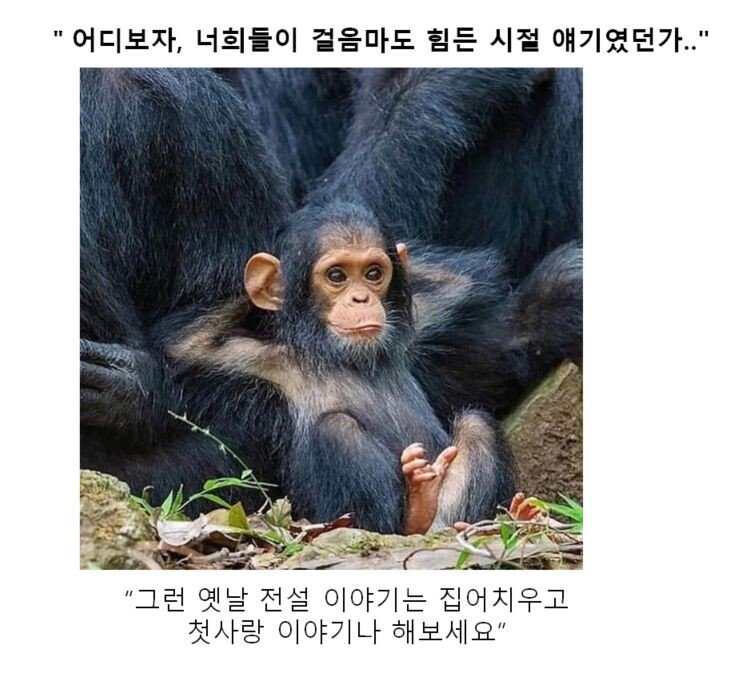 " 어디보자, 너희들이 걸음마도 힘든 시절 얘기였던가.."
“그런 옛날 전설 이야기는 집어치우고
첫사랑 이야기나 해보세요”